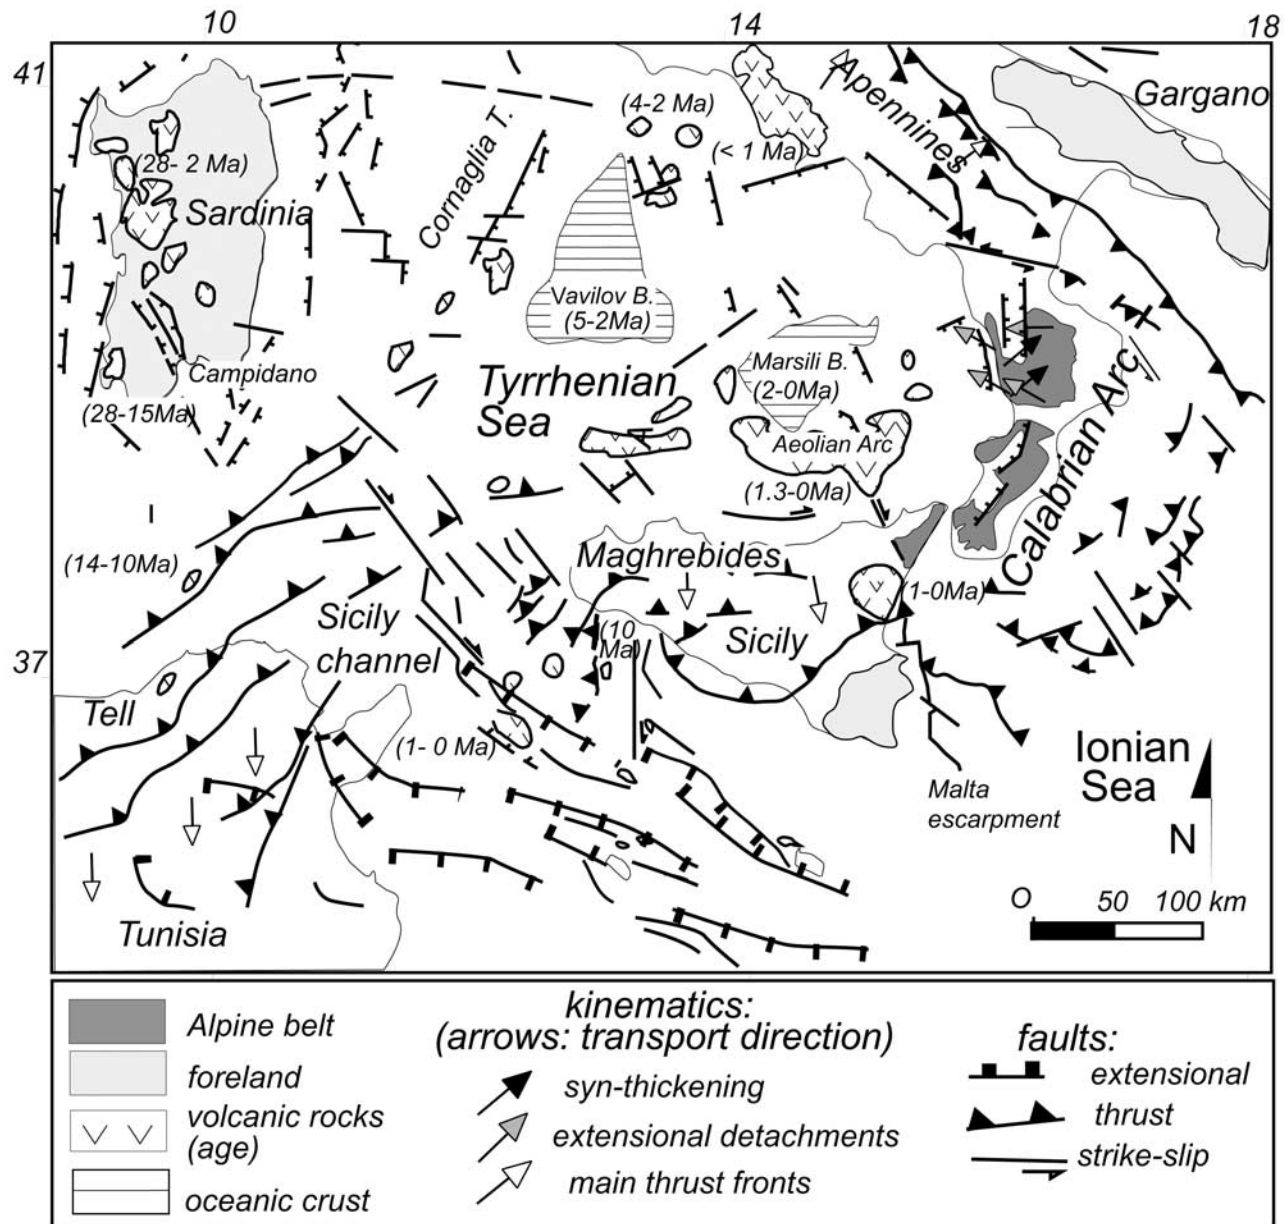 10
14
18
41
37
Apennines
Gargano
(4-2 Ma)
(< 1 Ma)
Cornaglia T.
(28- 2 Ma)
Sardinia
Vavilov B.
(5-2Ma)
Marsili B.
(2-0Ma)
Campidano
(28-15Ma)
Tyrrhenian
Sea
Aeolian Arc
(1.3-0Ma)
Calabrian Arc
(14-10Ma)
Maghrebides
(1-0Ma)
Sicily
channel
(10
Ma)
Sicily
Tell
(1- 0 Ma)
Ionian
Sea
Malta
escarpment
N
Tunisia
O
50
100 km
Alpine belt
foreland
volcanic rocks
(age)
oceanic crust
kinematics:
(arrows: transport direction)
syn-thickening
extensional detachments
main thrust fronts
faults:
extensional
thrust
strike-slip